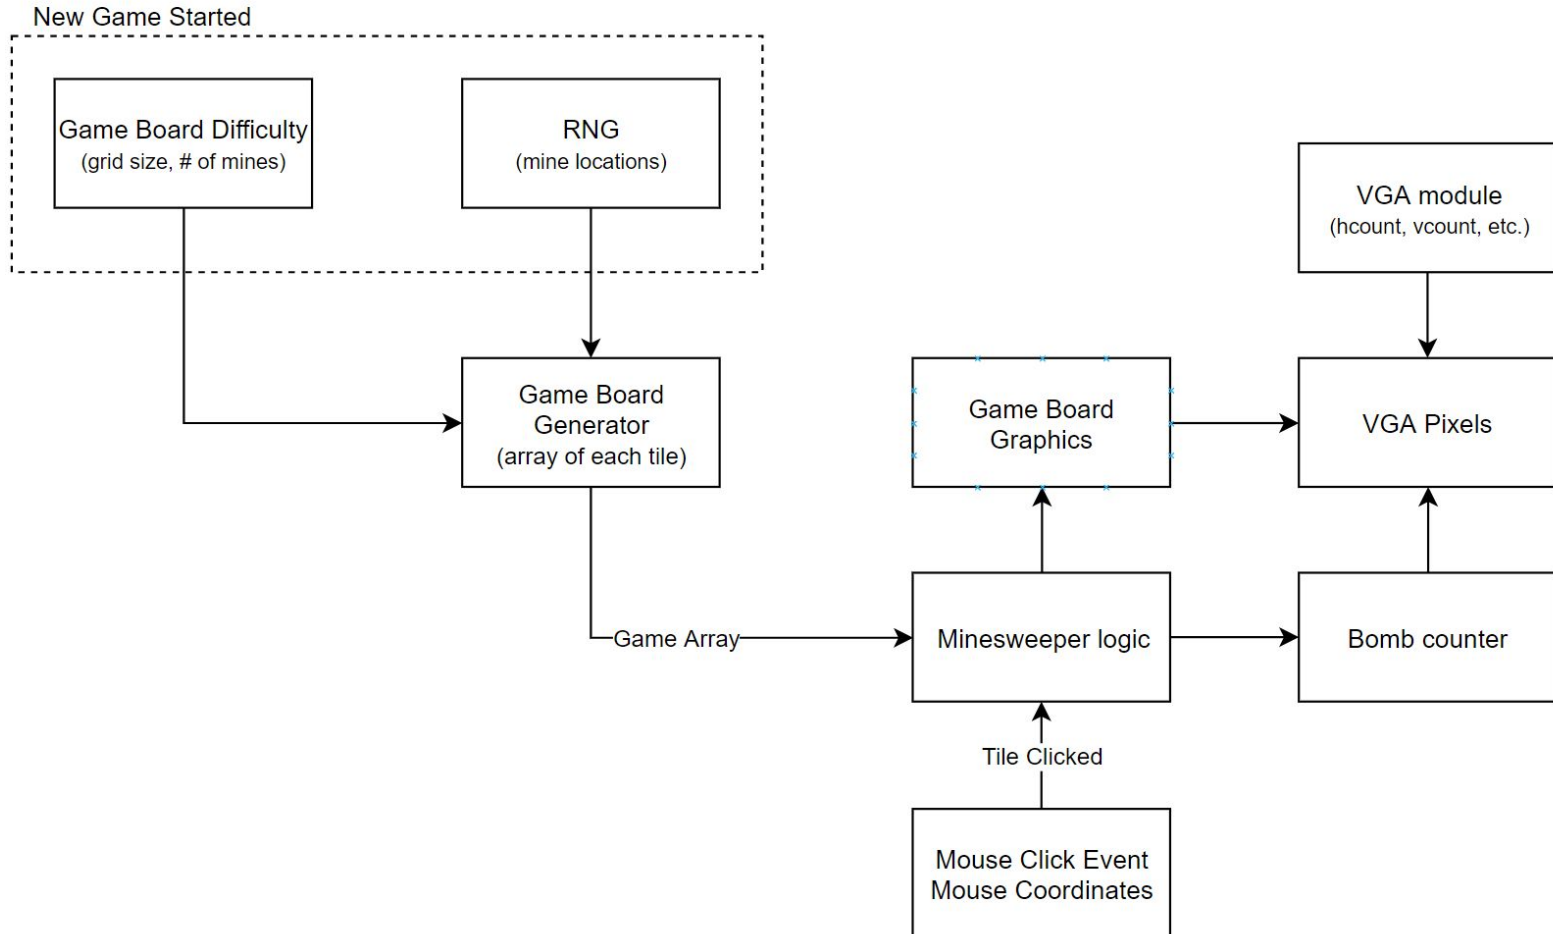 New Game Started
Game Board Difficulty
(grid size, # of mines)
RNG
(mine locations)
VGA module
(hcount, vcount, etc.)
Game Board
Generator
(array of each tile)
Game Board
Graphics
VGA Pixels
Game Array
Minesweeper logic
Bomb counter
Tile Clicked
Mouse Click Event
Mouse Coordinates